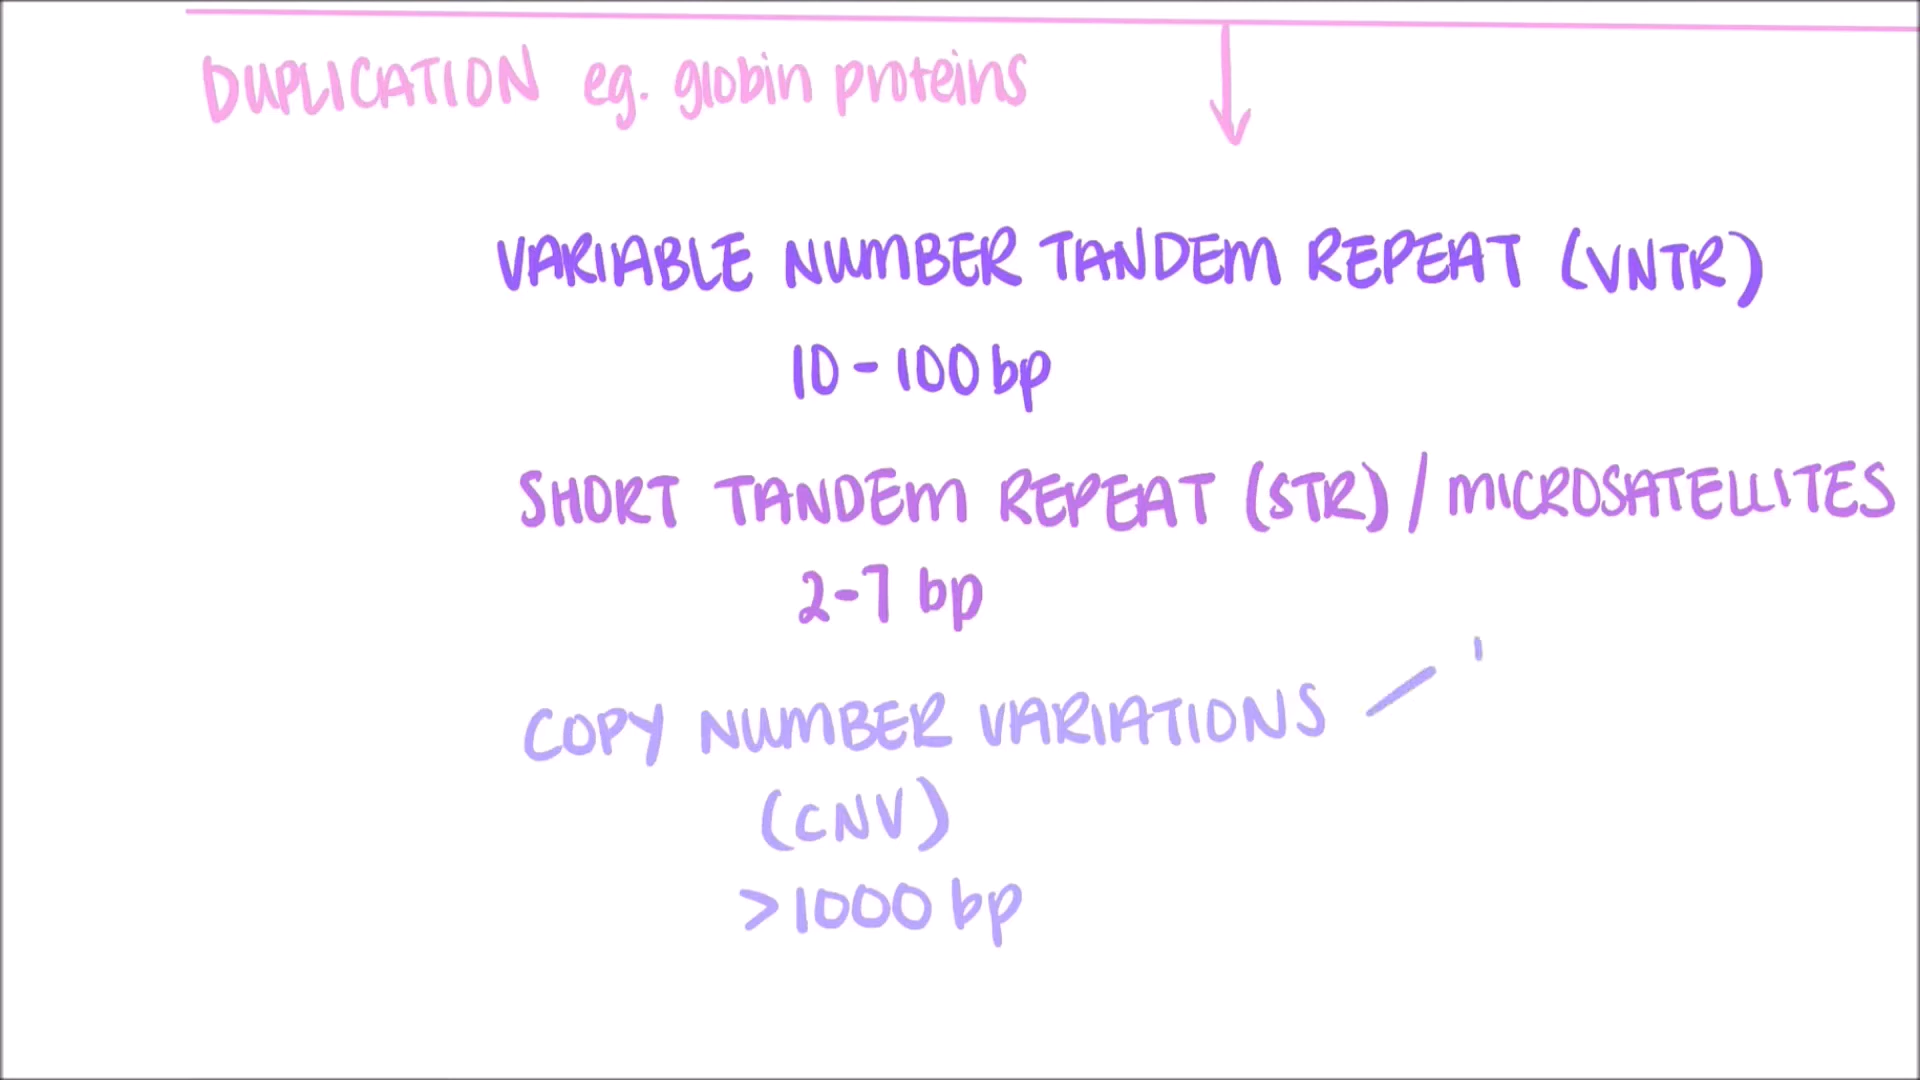 DUPLICATION eg. globin proteins
VARIABLE NUMBER TANDEM REPEAT (VNTR)
10-100 bp
SHORT TANDEM REPEAT (STR) / MICROSATELLITES
2-7 bp
COPY NUMBER VARIATIONS –
(CNV)
>1000 bp